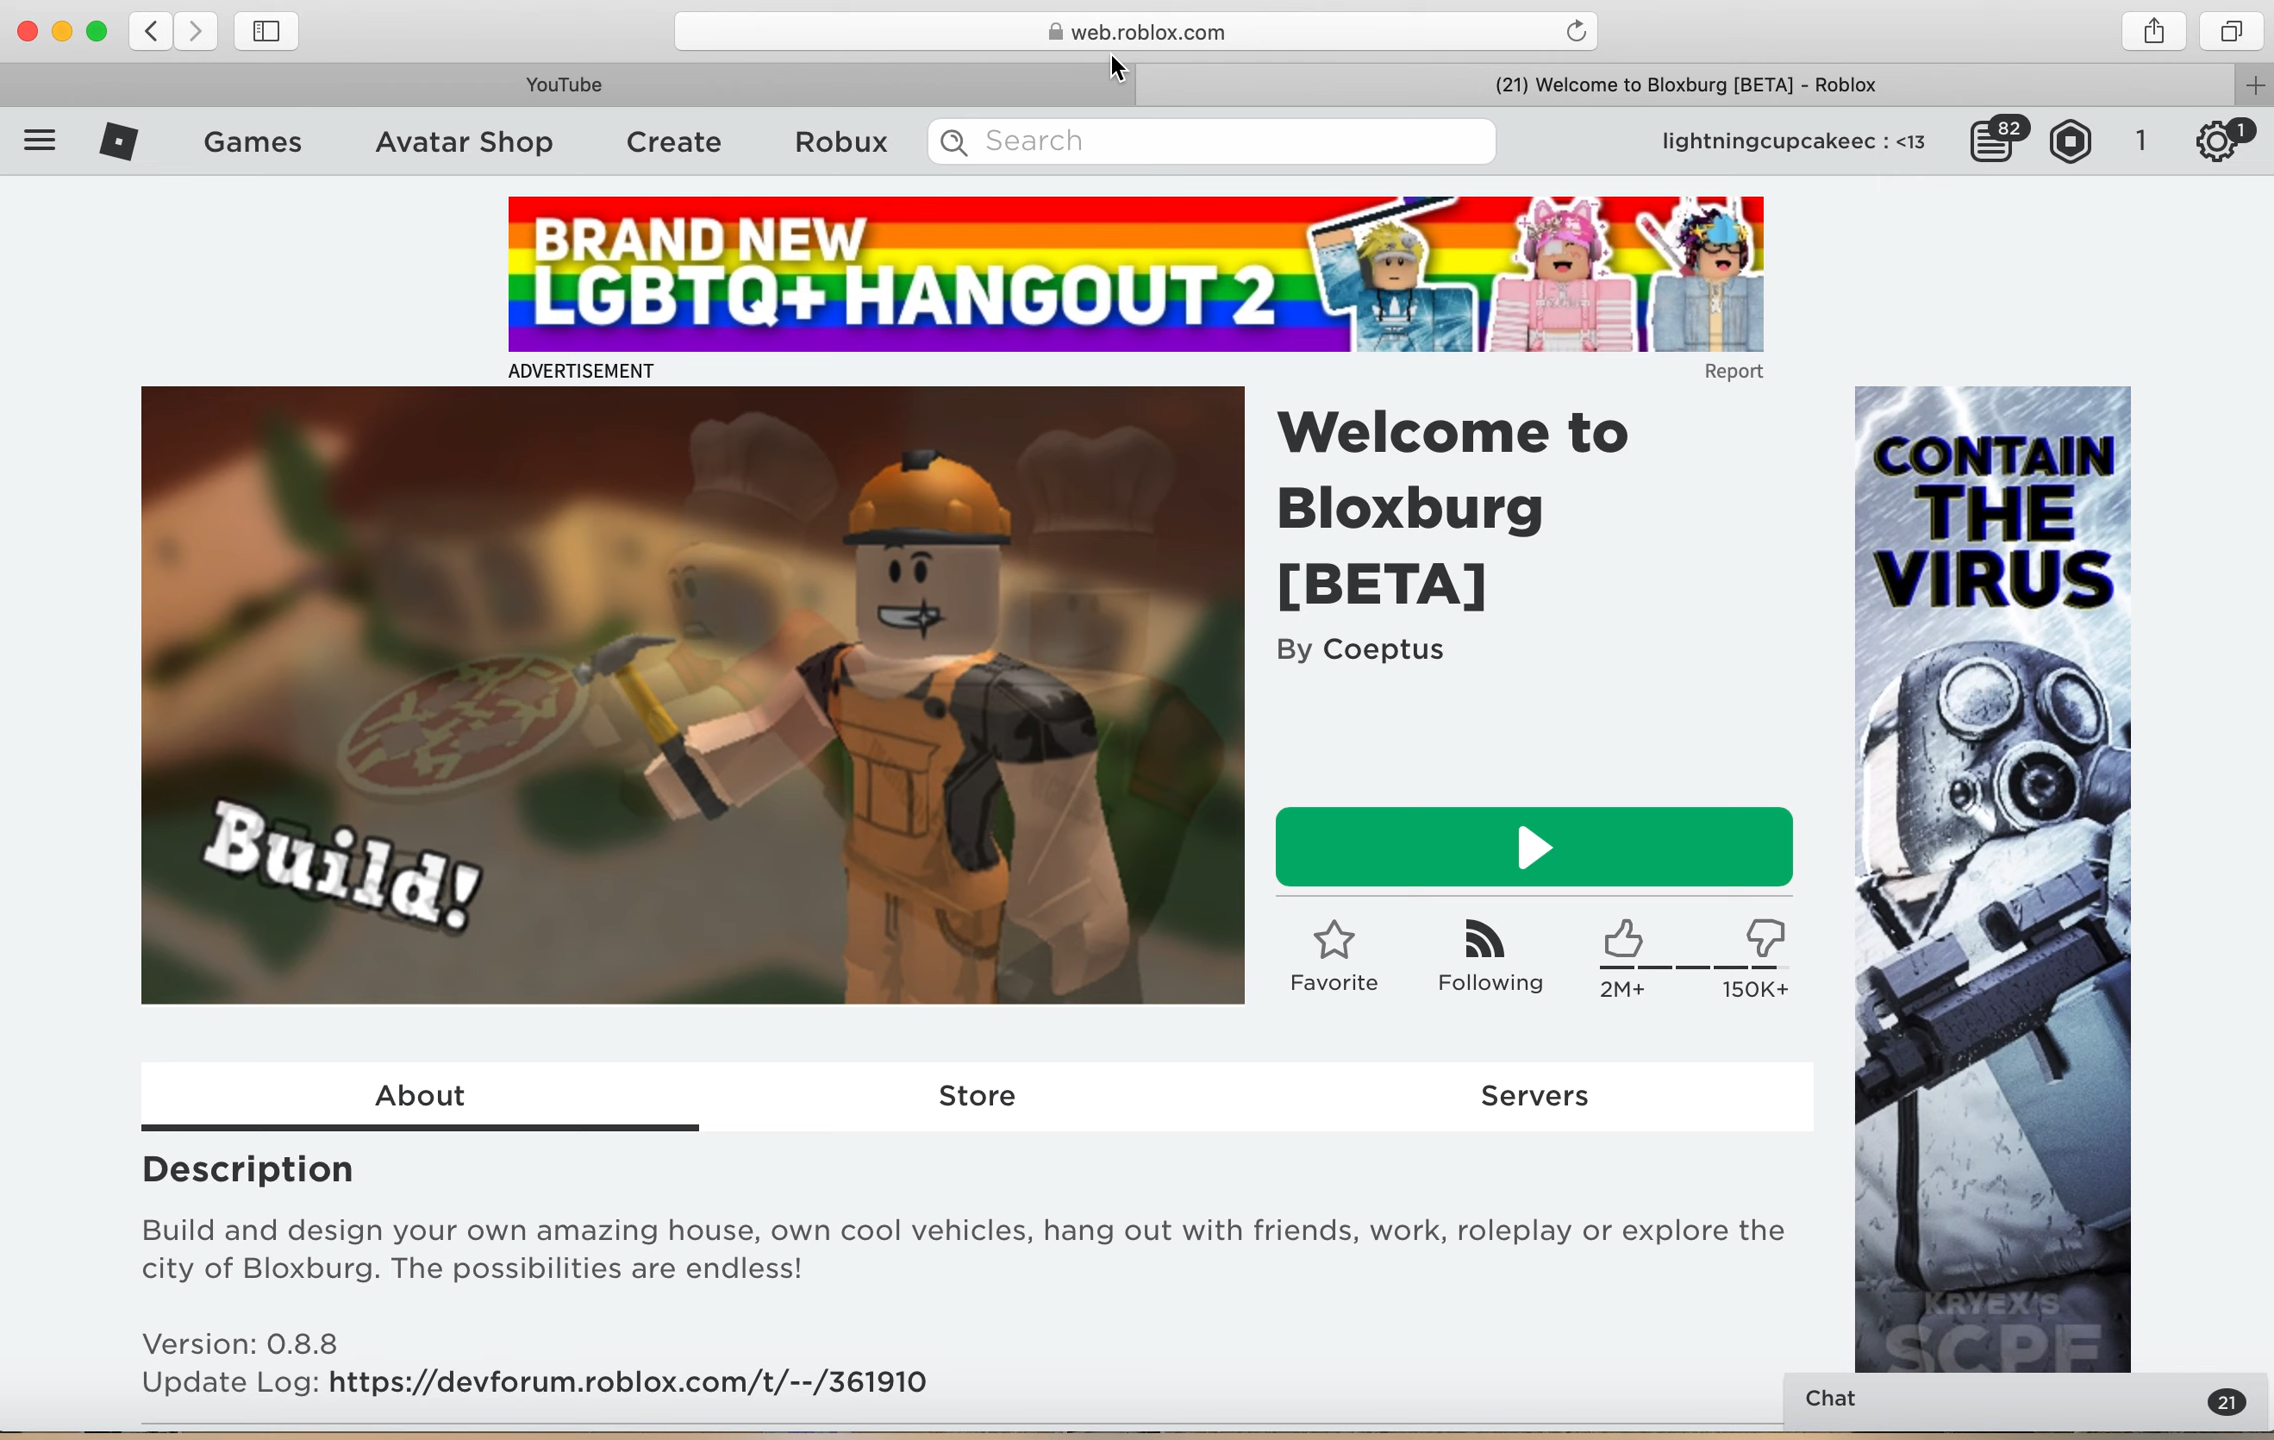 web.roblox.com
YouTube
(21) Welcome to Bloxburg [BETA] - Roblox
Games
Avatar Shop
Create
Robux
Search
lightningcupcakeec : <13
82
1
1
BRAND NEW
LGBTQ+ HANGOUT 2
ADVERTISEMENT
Report
Build!
Welcome to
Bloxburg
[BETA]
By Coeptus
Favorite
Following
2M+
150K+
CONTAIN
THE
VIRUS
KRYEX'S
SCPF
About
Store
Servers
Description
Build and design your own amazing house, own cool vehicles, hang out with friends, work, roleplay or explore the
city of Bloxburg. The possibilities are endless!
Version: 0.8.8
Update Log: https://devforum.roblox.com/t/--/361910
Chat
21